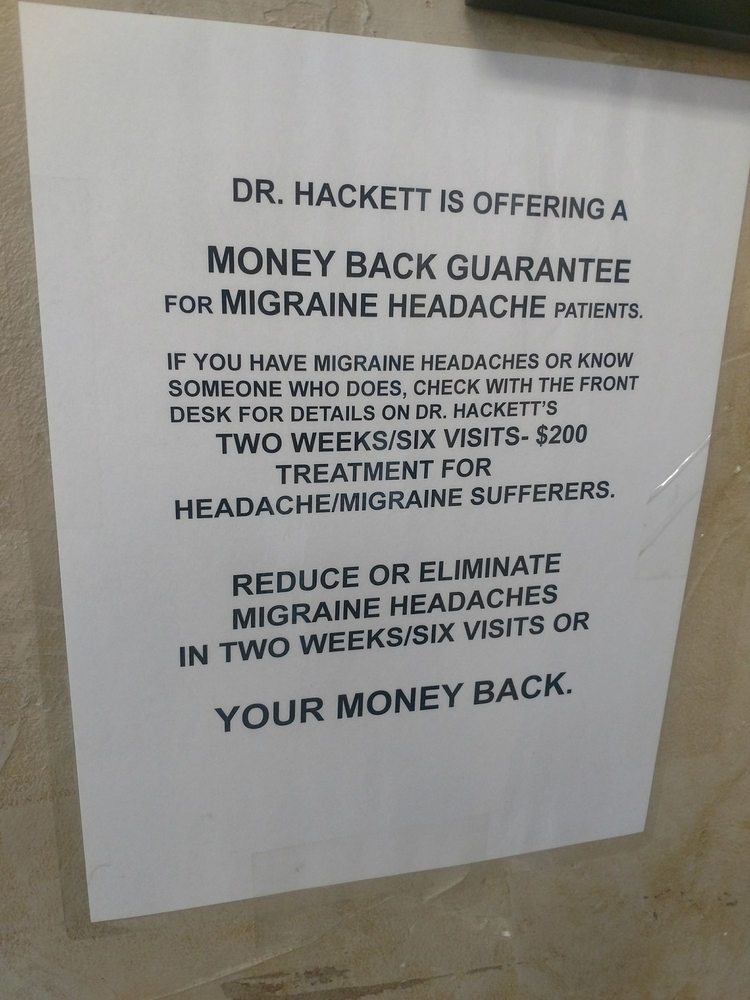 DR. HACKETT IS OFFERING A
MONEY BACK GUARANTEE
FOR MIGRAINE HEADACHE PATIENTS.
IF YOU HAVE MIGRAINE HEADACHES OR KNOW
SOMEONE WHO DOES, CHECK WITH THE FRONT
DESK FOR DETAILS ON DR. HACKETT'S
TWO WEEKS/SIX VISITS- $200
TREATMENT FOR
HEADACHE/MIGRAINE SUFFERERS.
REDUCE OR ELIMINATE
MIGRAINE HEADACHES
IN TWO WEEKS/SIX VISITS OR
YOUR MONEY BACK.